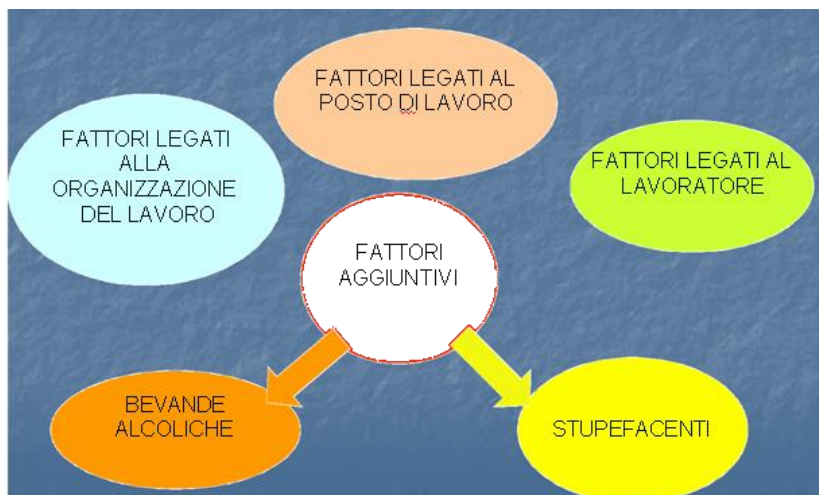 FATTORI LEGATI AL
POSTO DI LAVORO
FATTORI LEGATI
ALLA
ORGANIZZAZIONE
DEL LAVORO
FATTORI LEGATI AL
LAVORATORE
FATTORI
AGGIUNTIVI
BEVANDE
ALCOLICHE
STUPEFACENTI